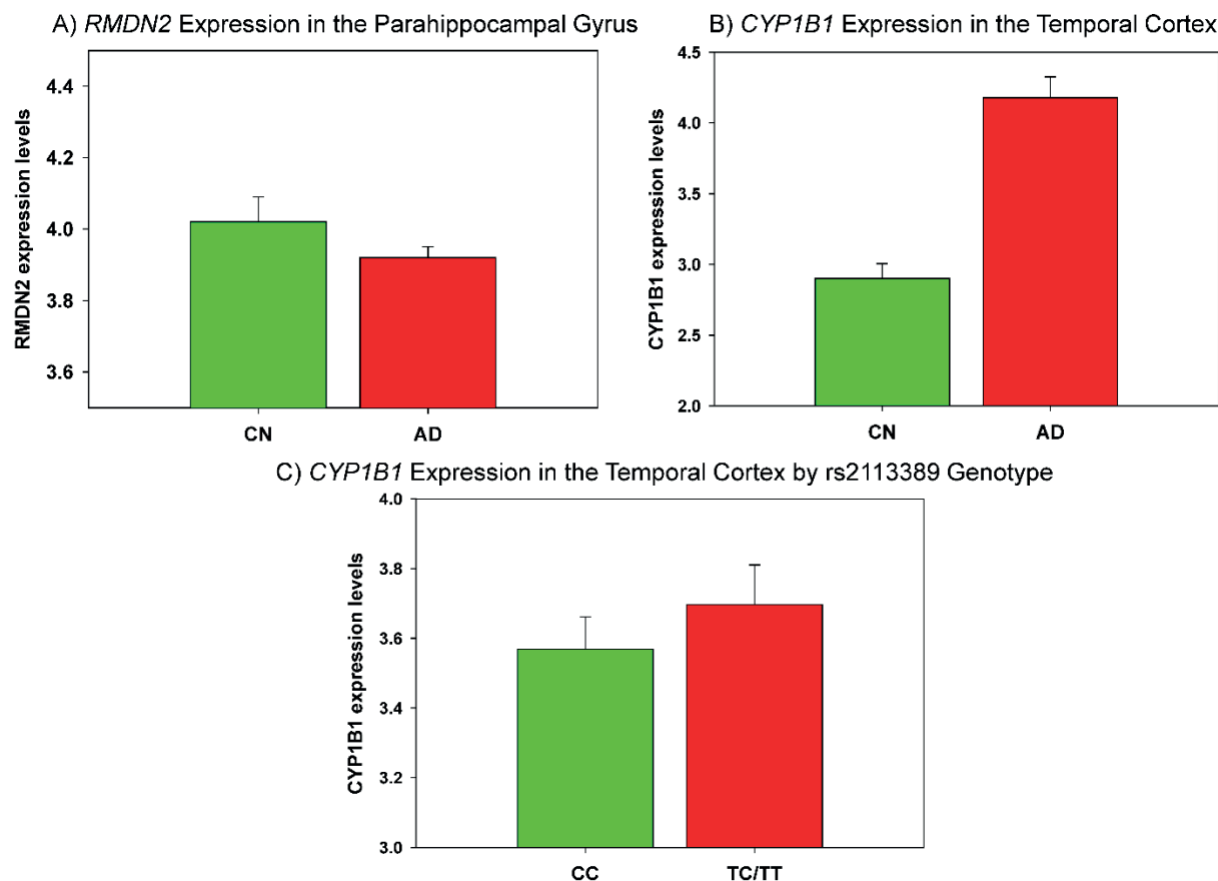 A) RMDN2 Expression in the Parahippocampal Gyrus
RMDN2 expression levels
4.4
4.2
4.0
3.8
3.6
CN
AD
B) CYP1B1 Expression in the Temporal Cortex
CYP1B1 expression levels
4.5
4.0
4.5
3.0
2.5
2.0
CN
AD
C) CYP1B1 Expression in the Temporal Cortex by rs2113389 Genotype
CYP1B1 expression levels
4.0
3.8
3.6
3.4
3.2
3.0
CC
TC/TT